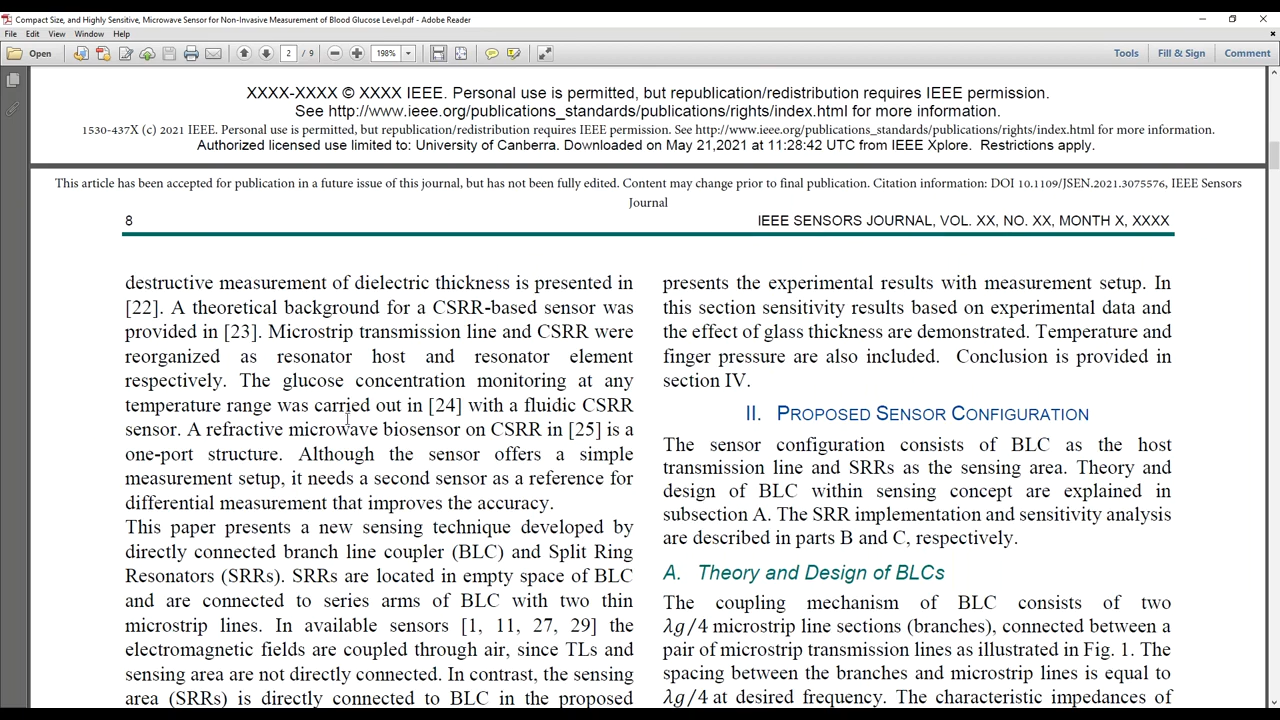 Compact Size, and Highly Sensitive, Microwave Sensor for Non-Invasive Measurement of Blood Glucose Level.pdf - Adobe Reader
File Edit View Window Help
Open 2 / 9 198% Tools Fill & Sign Comment
XXXX-XXXX © XXXX IEEE. Personal use is permitted, but republication/redistribution requires IEEE permission.
See http://www.ieee.org/publications_standards/publications/rights/index.html for more information.
1530-437X (c) 2021 IEEE. Personal use is permitted, but republication/redistribution requires IEEE permission. See http://www.ieee.org/publications_standards/publications/rights/index.html for more information.
Authorized licensed use limited to: University of Canberra. Downloaded on May 21,2021 at 11:28:42 UTC from IEEE Xplore. Restrictions apply.
This article has been accepted for publication in a future issue of this journal, but has not been fully edited. Content may change prior to final publication. Citation information: DOI 10.1109/JSEN.2021.3075576, IEEE Sensors
Journal
8 IEEE SENSORS JOURNAL, VOL. XX, NO. XX, MONTH X, XXXX
destructive measurement of dielectric thickness is presented in
[22]. A theoretical background for a CSRR-based sensor was
provided in [23]. Microstrip transmission line and CSRR were
reorganized as resonator host and resonator element
respectively. The glucose concentration monitoring at any
temperature range was carried out in [24] with a fluidic CSRR
sensor. A refractive microwave biosensor on CSRR in [25] is a
one-port structure. Although the sensor offers a simple
measurement setup, it needs a second sensor as a reference for
differential measurement that improves the accuracy.
This paper presents a new sensing technique developed by
directly connected branch line coupler (BLC) and Split Ring
Resonators (SRRs). SRRs are located in empty space of BLC
and are connected to series arms of BLC with two thin
microstrip lines. In available sensors [1, 11, 27, 29] the
electromagnetic fields are coupled through air, since TLs and
sensing area are not directly connected. In contrast, the sensing
area (SRRs) is directly connected to BLC in the proposed
presents the experimental results with measurement setup. In
this section sensitivity results based on experimental data and
the effect of glass thickness are demonstrated. Temperature and
finger pressure are also included. Conclusion is provided in
section IV.
II. PROPOSED SENSOR CONFIGURATION
The sensor configuration consists of BLC as the host
transmission line and SRRs as the sensing area. Theory and
design of BLC within sensing concept are explained in
subsection A. The SRR implementation and sensitivity analysis
are described in parts B and C, respectively.
A. Theory and Design of BLCs
The coupling mechanism of BLC consists of two
λg/4 microstrip line sections (branches), connected between a
pair of microstrip transmission lines as illustrated in Fig. 1. The
spacing between the branches and microstrip lines is equal to
λg/4 at desired frequency. The characteristic impedances of